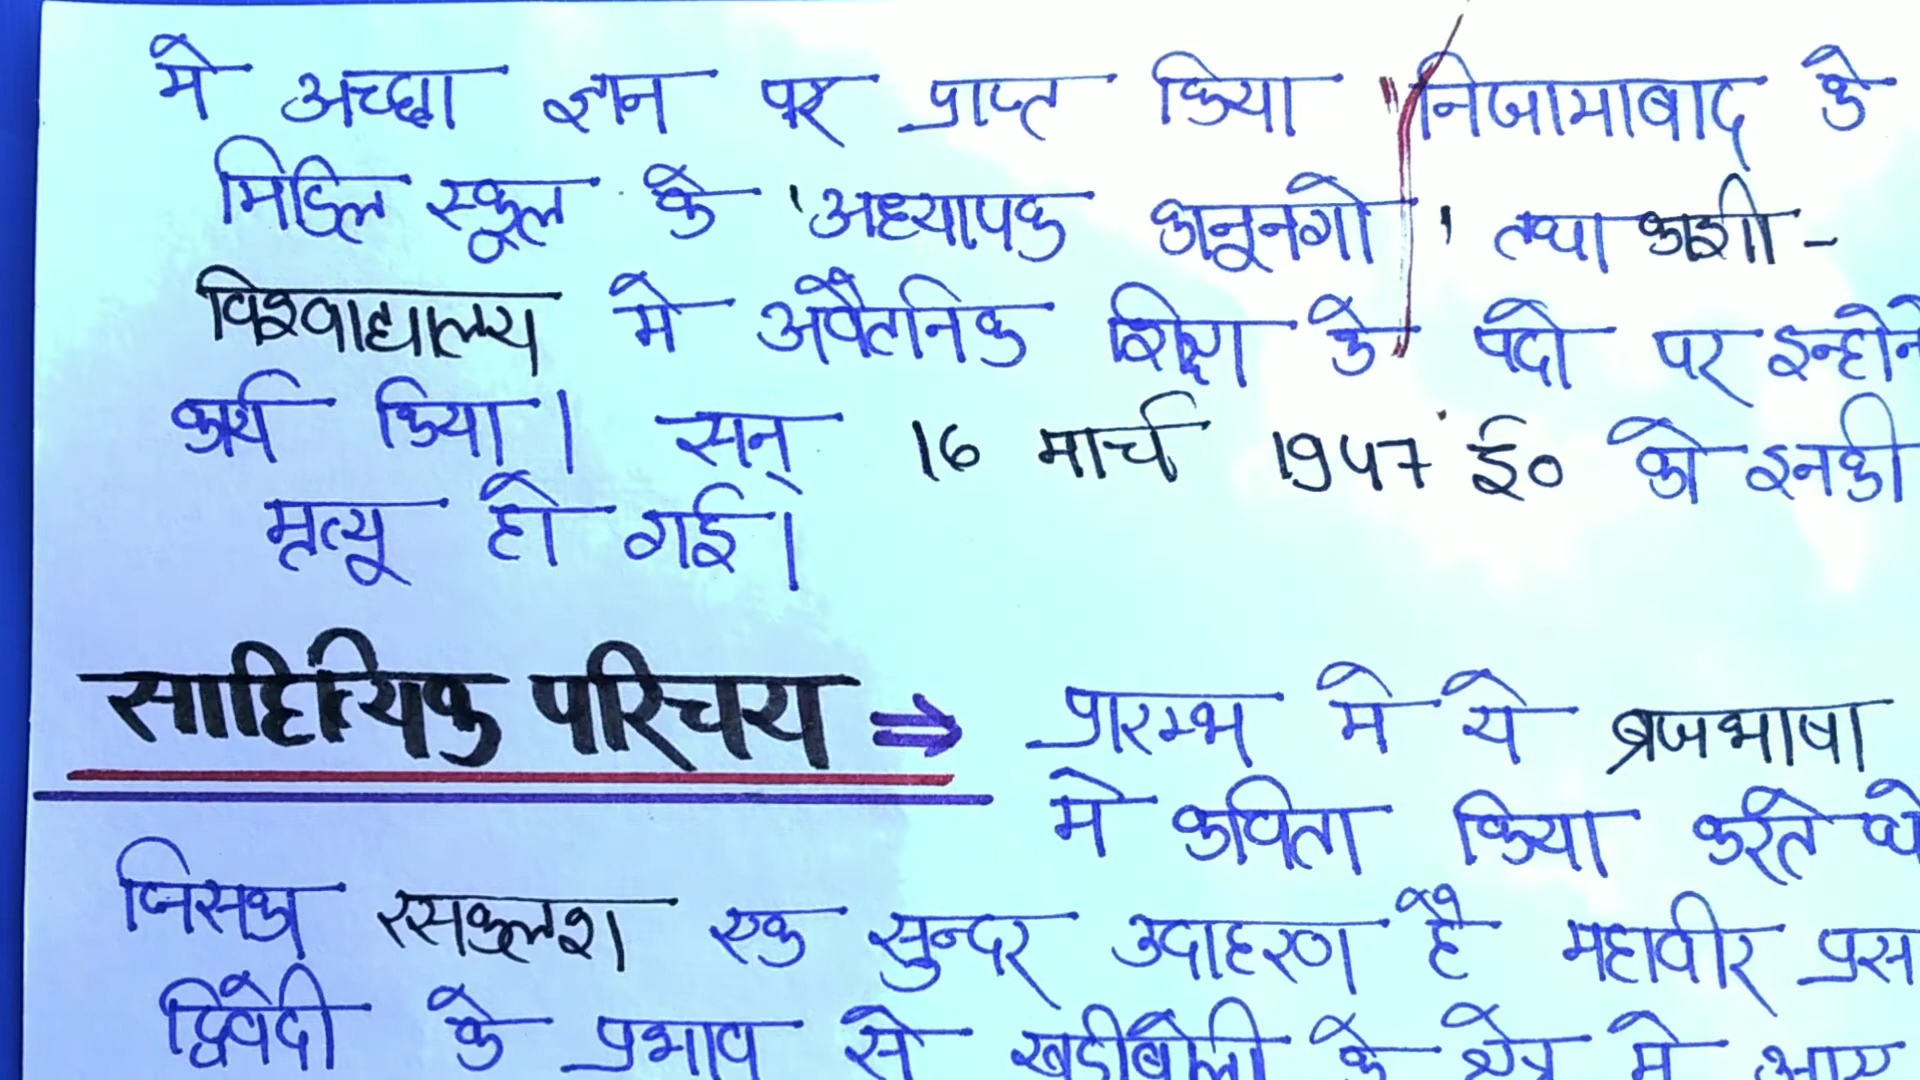 मे अच्छा ज्ञान पर प्राप्त किया "निजामाबाद के
मिडिल स्कूल के 'अध्यापक कानूनगो' तथा काशी -
विश्वाद्यालय मे अवैतनिक के पदो पर इन्होने
कार्य किया। सन् 16 मार्च 1947 ई० को इनकी
मृत्यू हो गई।
साहित्यिक परिचय ⇒ प्रारम्भ मे ये ब्रजभाषा
मे कविता किया करते थे
जिसका रसकलश एक सुन्दर उदाहरण है महावीर प्रस
द्विवेदी के प्रभाव से खडीबोली के क्षेत्र मे आय